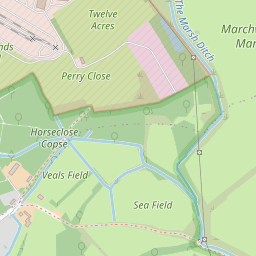 Twelve
Acres
The Marsh Ditch
Perry Close
Horseclose
Copse
Veals Field
Sea Field